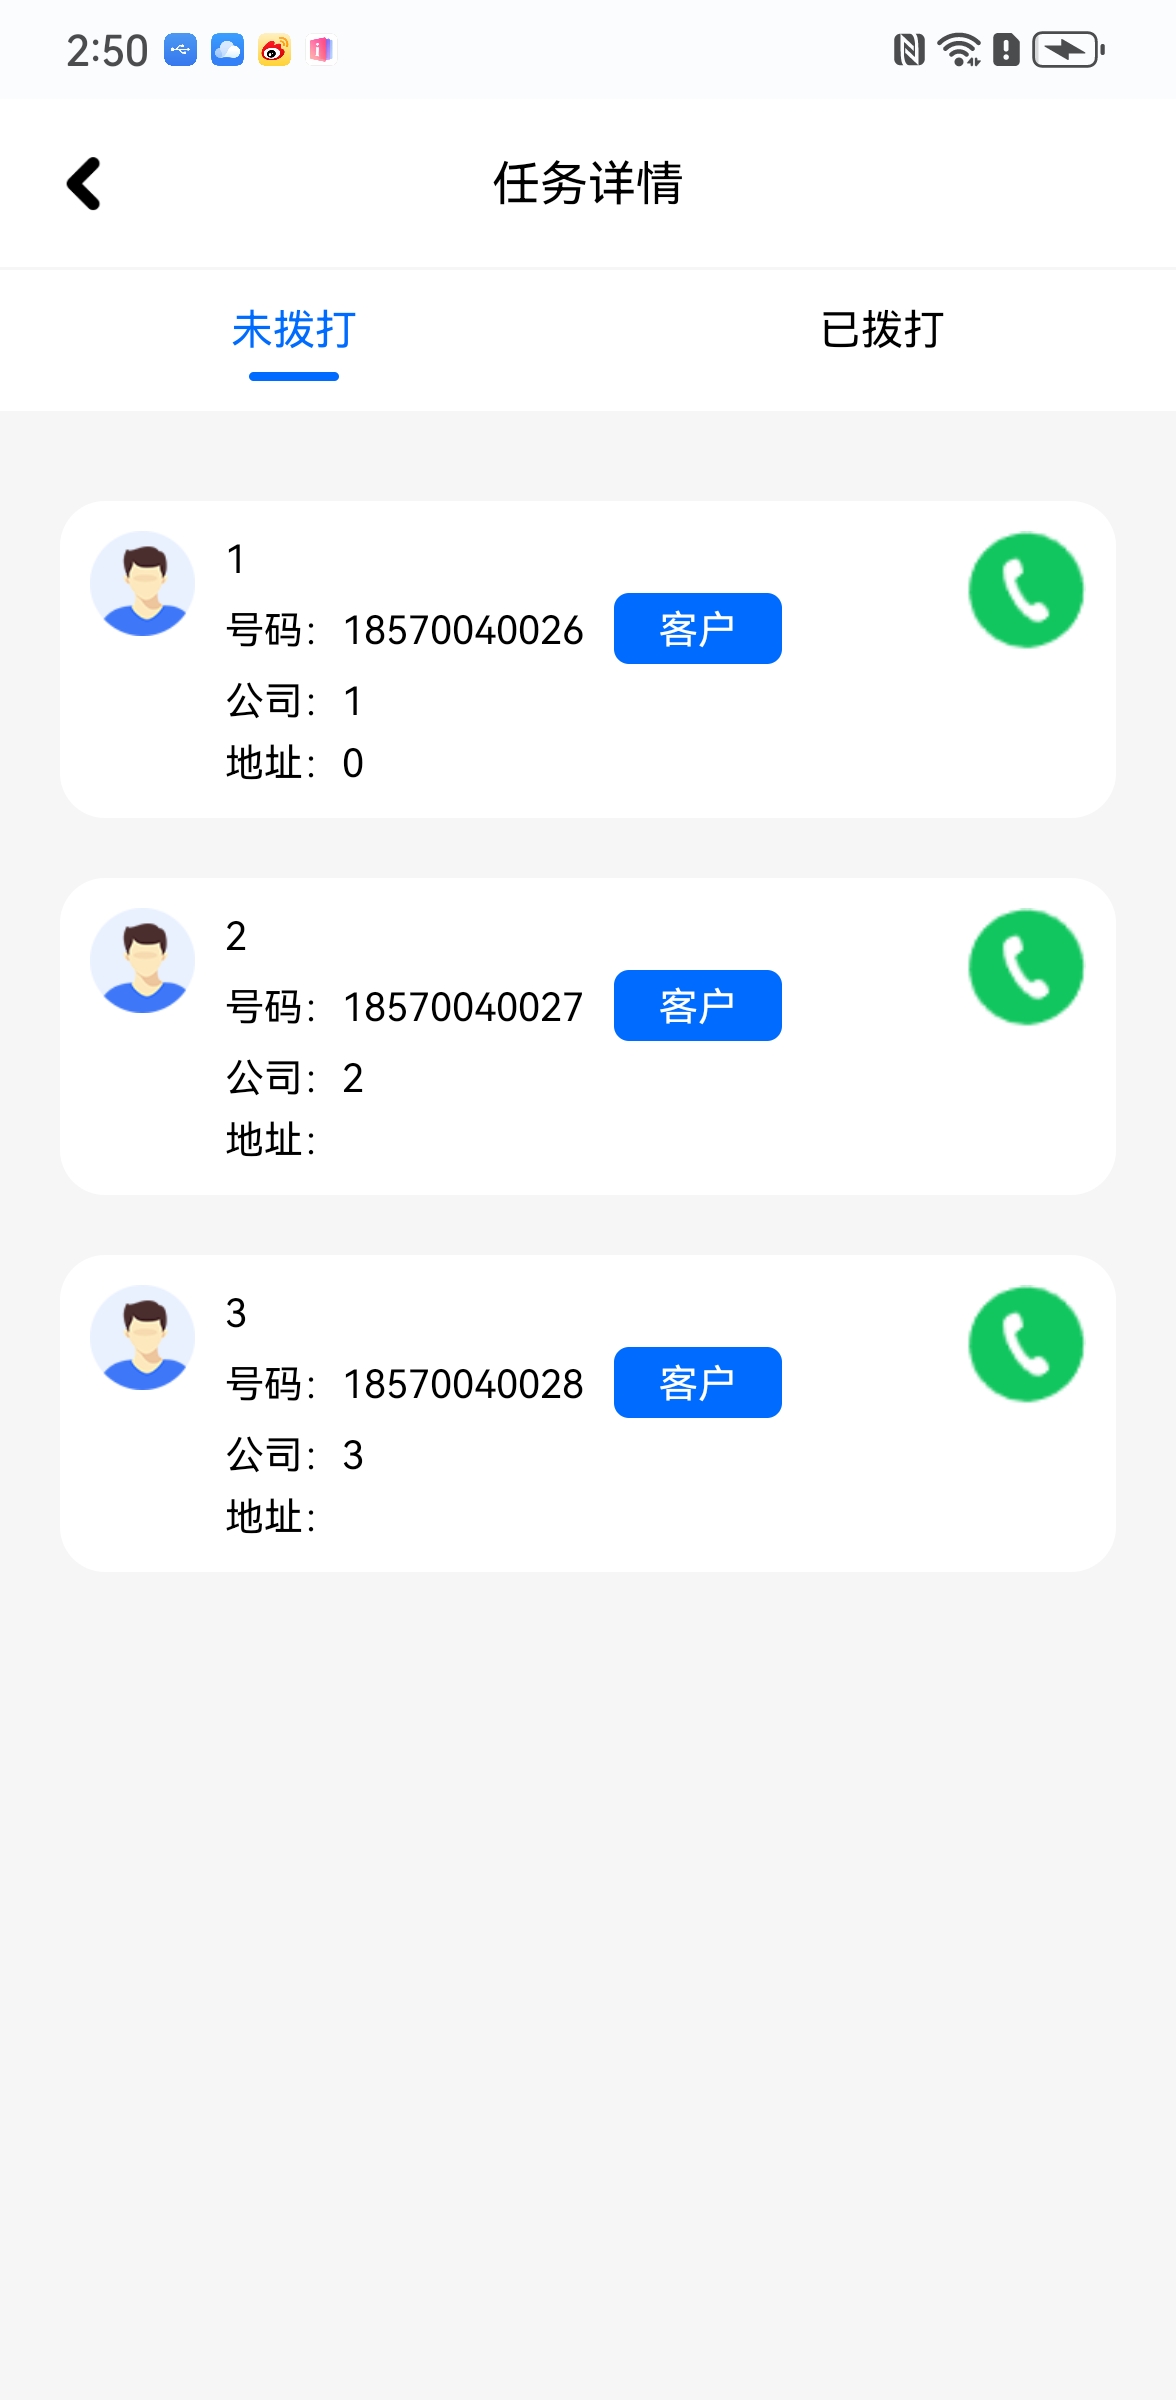 2:50
任务详情
未拨打
已拨打
1
号码： 18570040026 客户
公司： 1
地址： 0
2
号码： 18570040027 客户
公司： 2
地址：
3
号码： 18570040028 客户
公司： 3
地址：